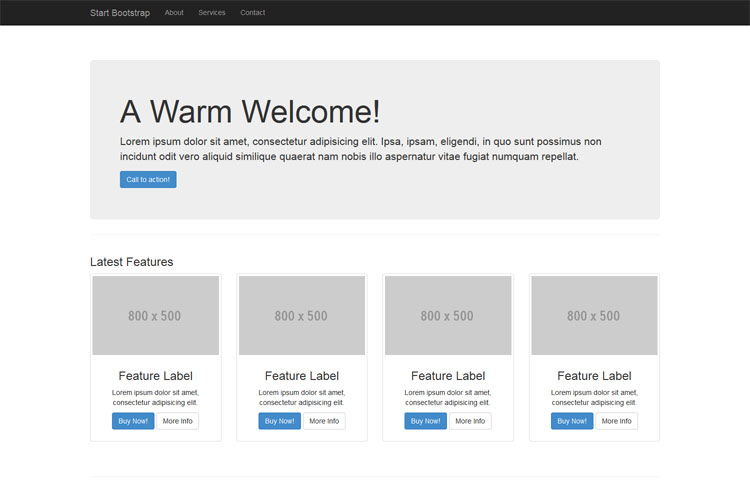 Start Bootstrap About Services Contact
A Warm Welcome!
Lorem ipsum dolor sit amet, consectetur adipisicing elit. Ipsa, ipsam, eligendi, in quo sunt possimus non
incidunt odit vero aliquid similique quaerat nam nobis illo aspernatur vitae fugiat numquam repellat.
Call to action!
Latest Features
800 x 500 800 x 500 800 x 500 800 x 500
Feature Label Feature Label Feature Label Feature Label
Lorem ipsum dolor sit amet, Lorem ipsum dolor sit amet, Lorem ipsum dolor sit amet, Lorem ipsum dolor sit amet,
consectetur adipisicing elit. consectetur adipisicing elit. consectetur adipisicing elit. consectetur adipisicing elit.
Buy Now! More Info Buy Now! More Info Buy Now! More Info Buy Now! More Info